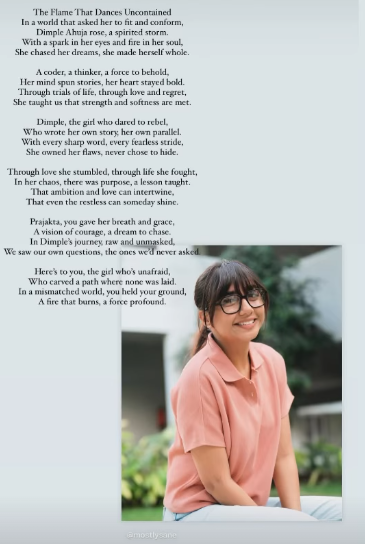 The Flame That Dances Uncontained
In a world that asked her to fit and conform,
Dimple Ahuja rose, a spirited storm.
With a spark in her eyes and fire in her soul,
She chased her dreams, she made herself whole.
A coder, a thinker, a force to behold,
Her mind spun stories, her heart stayed bold.
Through trials of life, through love and regret,
She taught us that strength and softness are met.
Dimple, the girl who dared to rebel,
Who wrote her own story, her own parallel.
With every sharp word, every fearless stride,
She owned her flaws, never chose to hide.
Through love she stumbled, through life she fought,
In her chaos, there was purpose, a lesson taught.
That ambition and love can intertwine,
That even the restless can someday shine.
Prajakta, you gave her breath and grace,
A vision of courage, a dream to chase.
In Dimple's journey, raw and unmasked,
We saw our own questions, the ones we'd never asked.
Here's to you, the girl who's unafraid,
Who carved a path where none was laid.
In a mismatched world, you held your ground,
A fire that burns, a force profound.